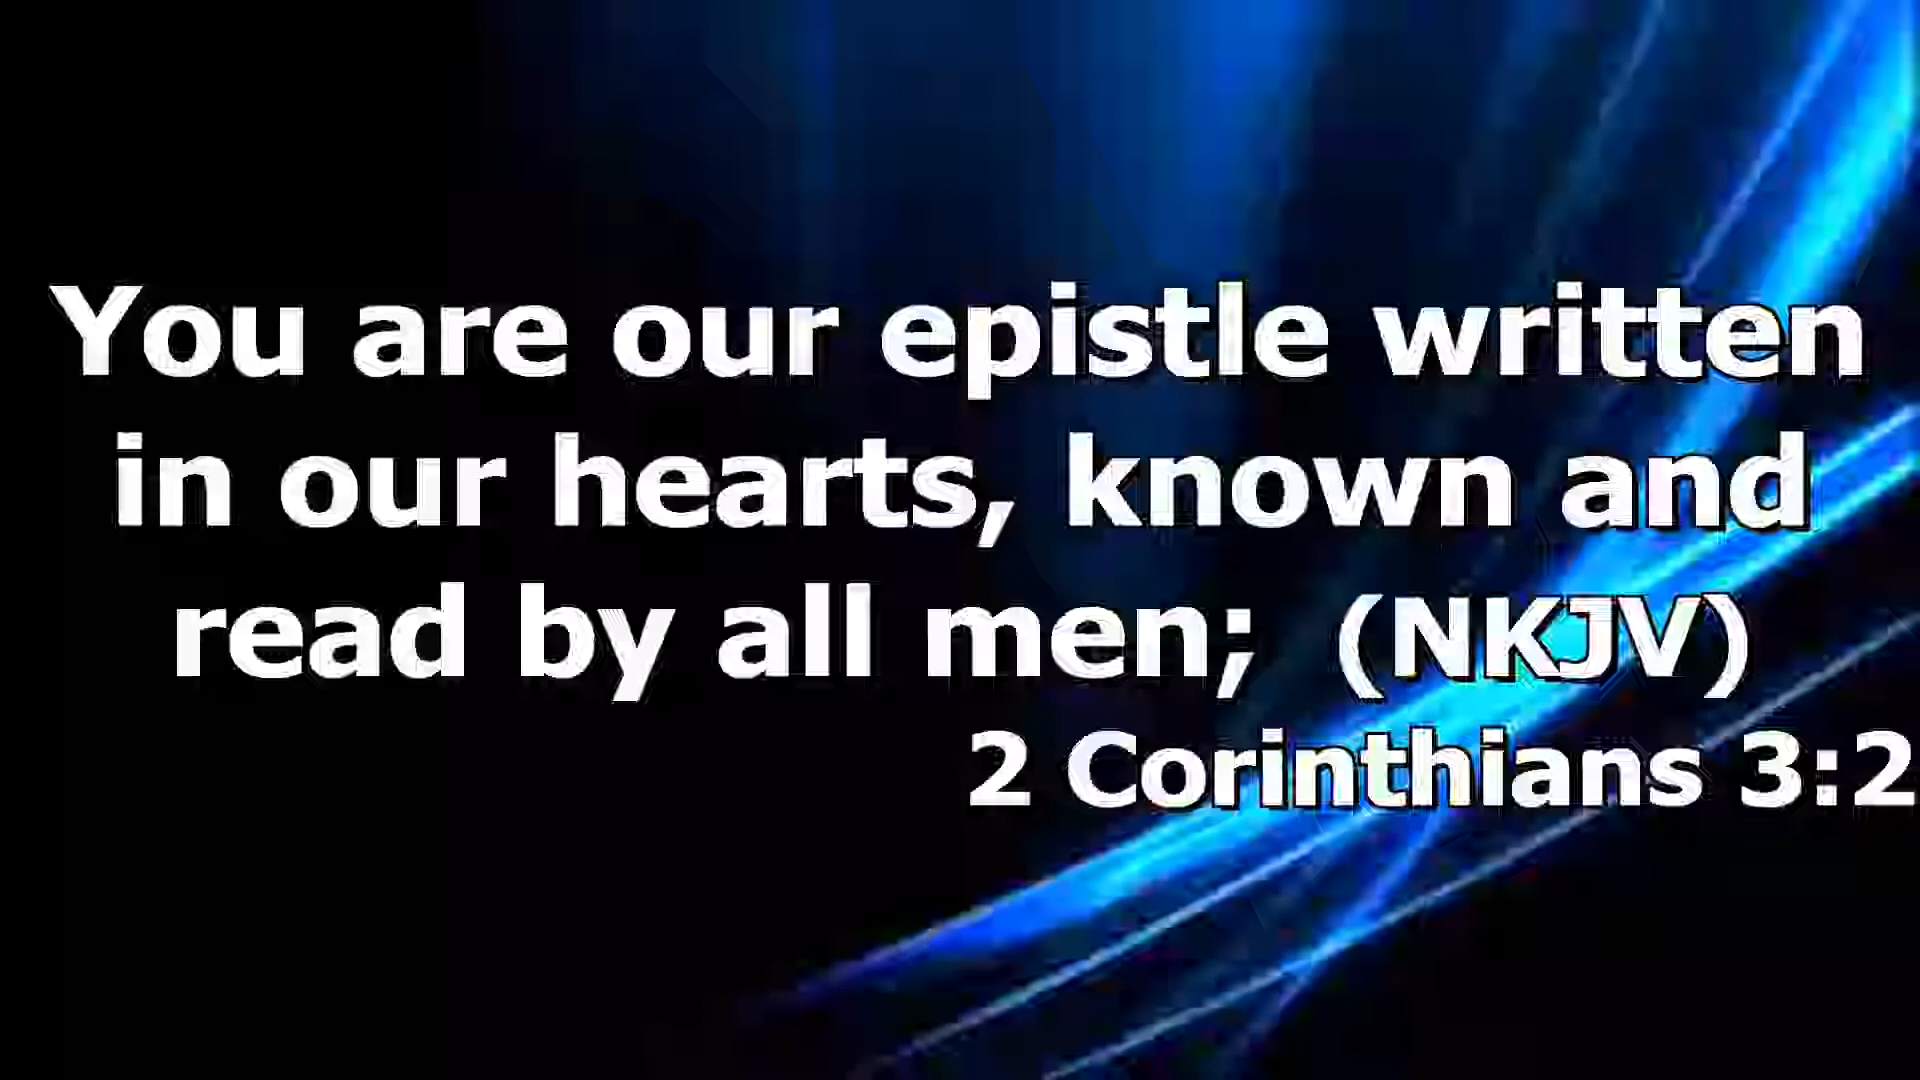 You are our epistle written
in our hearts, known and
read by all men; (NKJV)
2 Corinthians 3:2